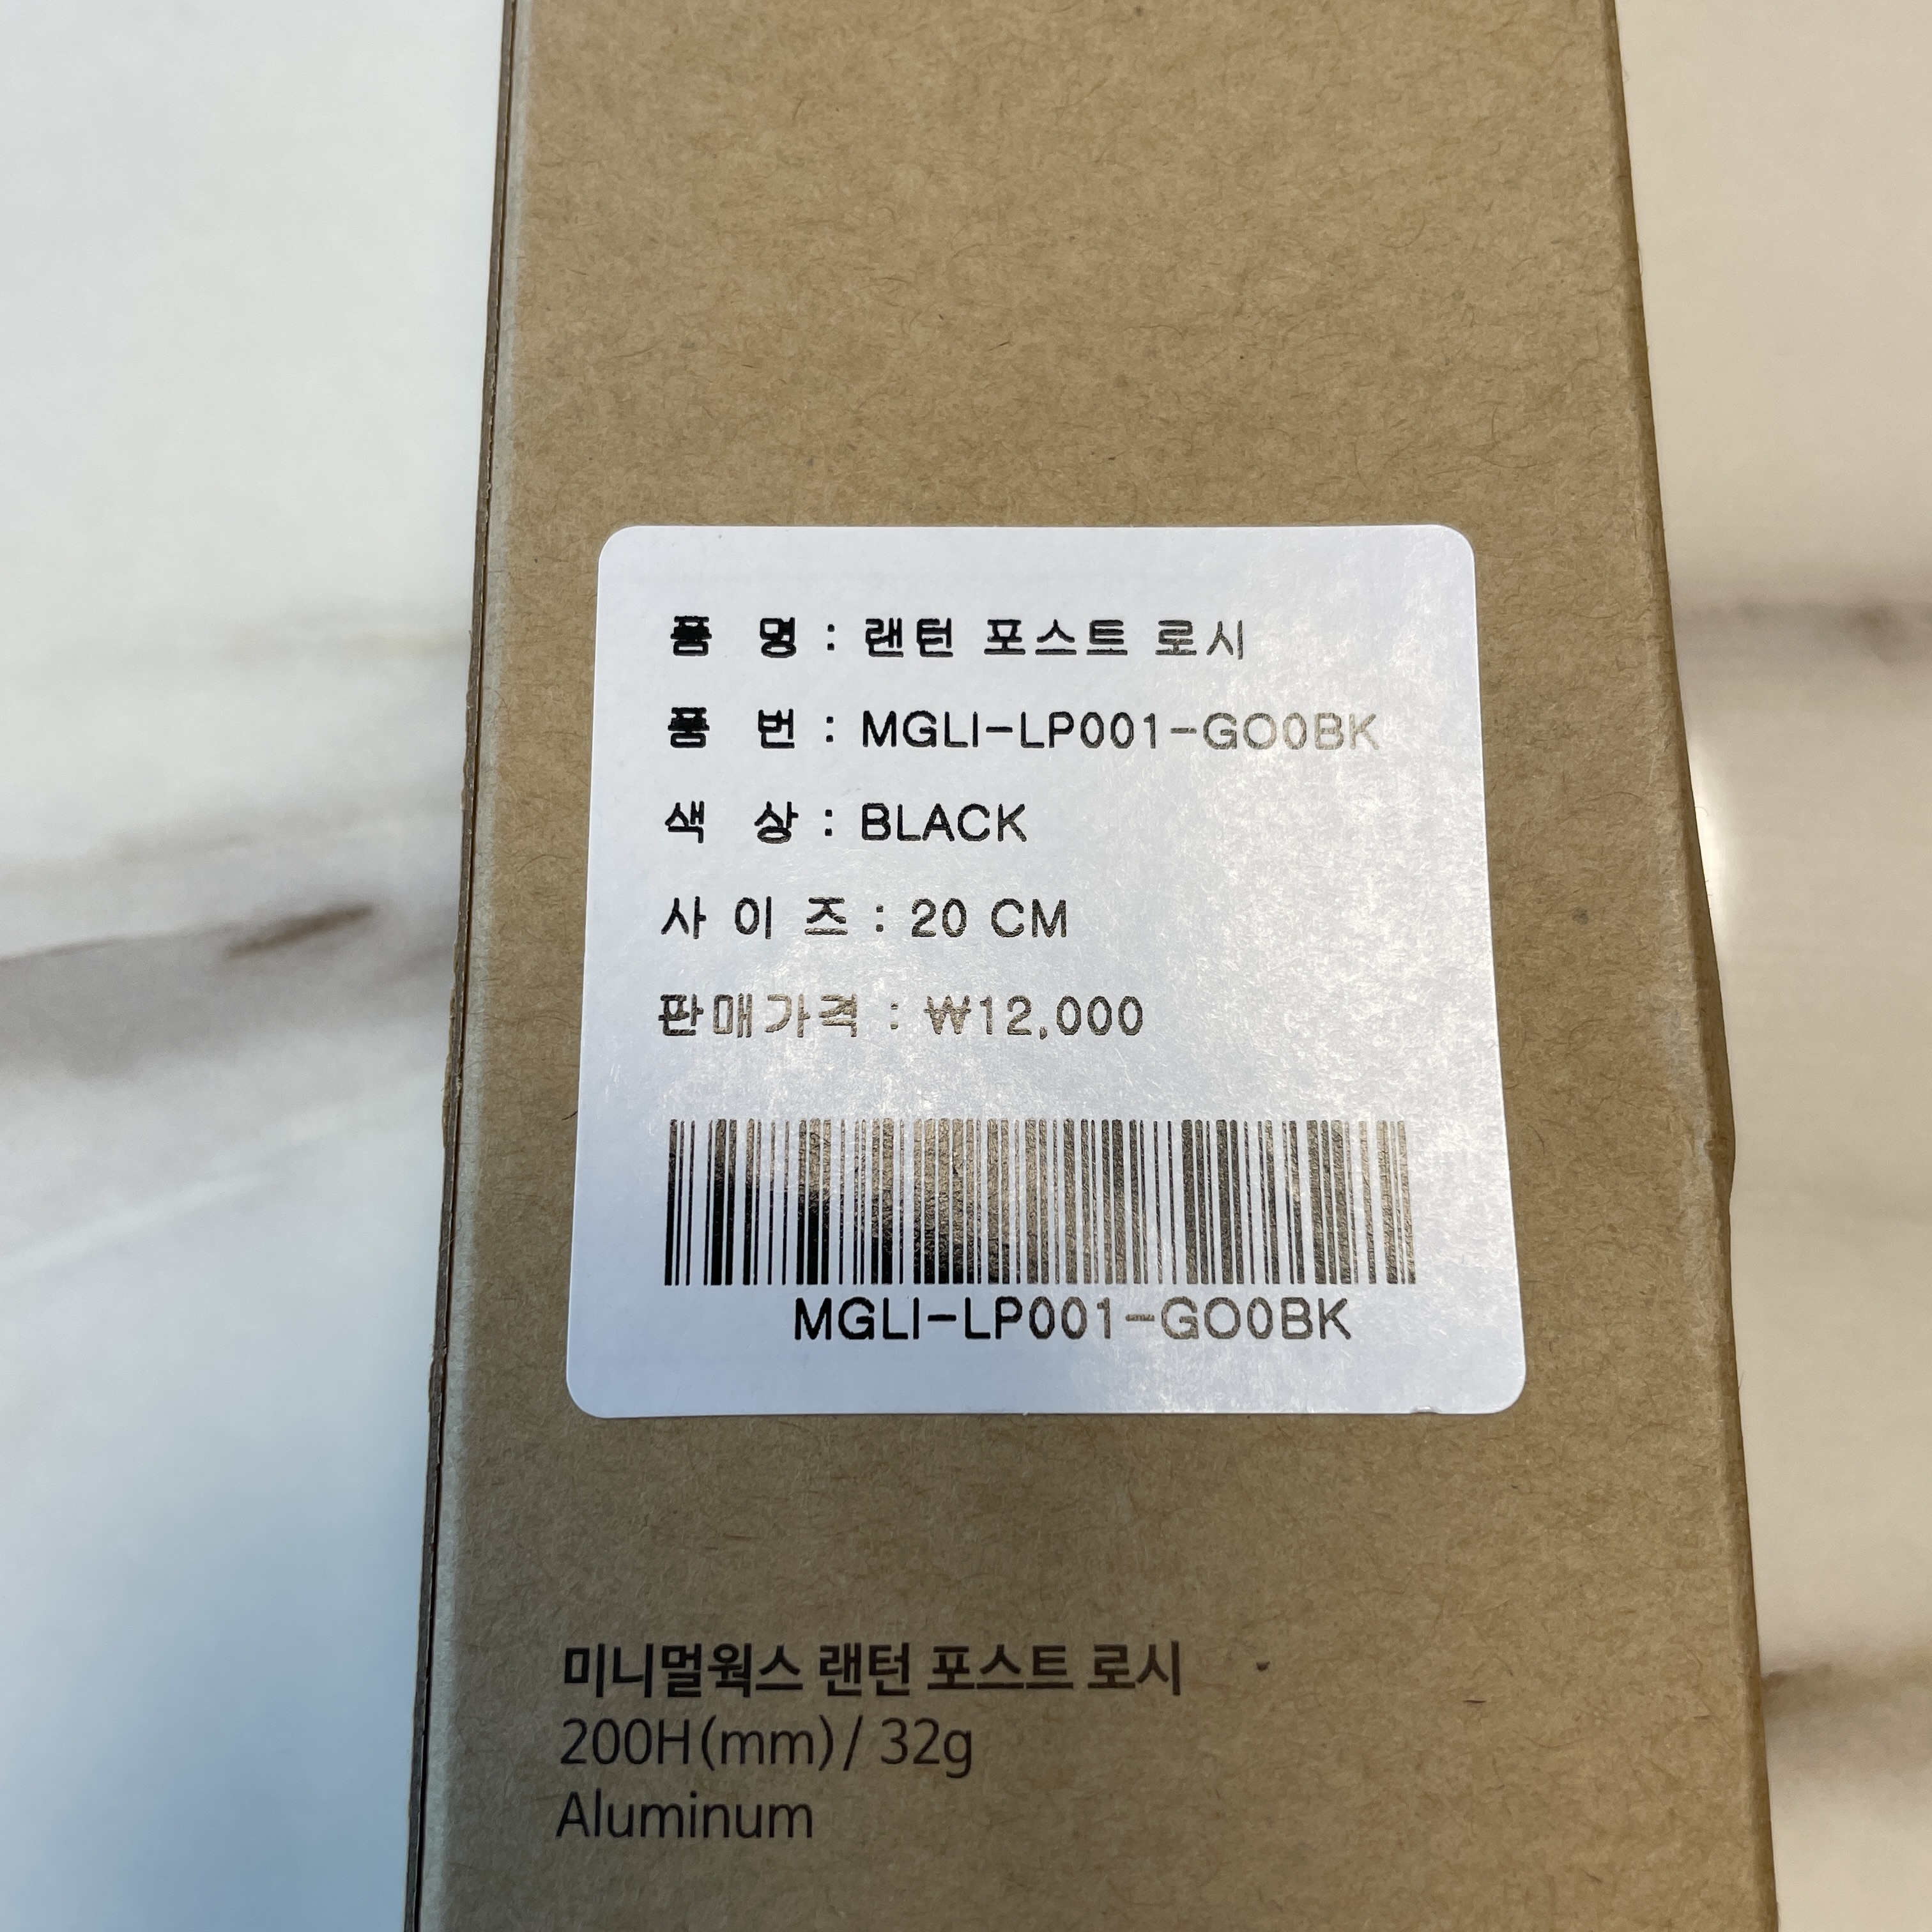 품 명 : 랜턴 포스트 로시
품 번 : MGLI-LP001-GO0BK
색 상 : BLACK
사 이 즈 : 20 CM
판매가격 : ₩12,000
MGLI-LP001-GO0BK
미니멀웍스 랜턴 포스트 로시
200H(mm) / 32g
Aluminum